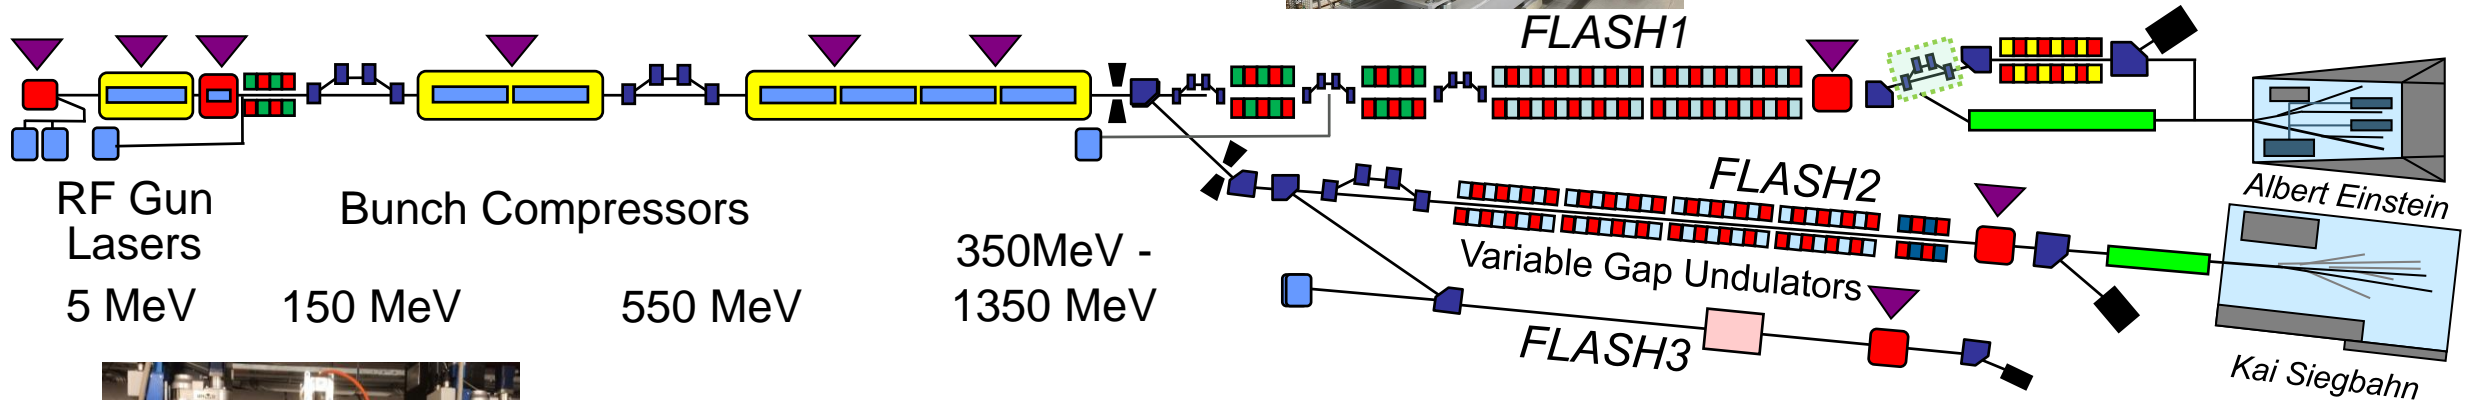 FLASH1
RF Gun
Lasers
Bunch Compressors
FLASH2
Albert Einstein
350MeV -
Variable Gap Undulators
5 MeV
150 MeV
550 MeV
1350 MeV
FLASH3
Kai Siegbahn